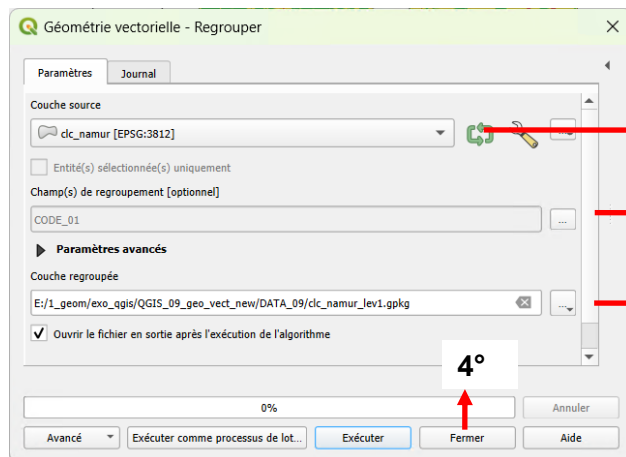 Géométrie vectorielle - Regrouper
Paramètres Journal
Couche source
clc_namur [EPSG:3812]
...
Entité(s) sélectionnée(s) uniquement
Champ(s) de regroupement [optionnel]
CODE_01
...
Paramètres avancés
Couche regroupée
E:/1_geom/exo_qgis/QGIS_09_geo_vect_new/DATA_09/clc_namur_lev1.gpkg
...
Ouvrir le fichier en sortie après l'exécution de l'algorithme
4°
0%
Annuler
Avancé Exécuter comme processus de lot... Exécuter Fermer Aide